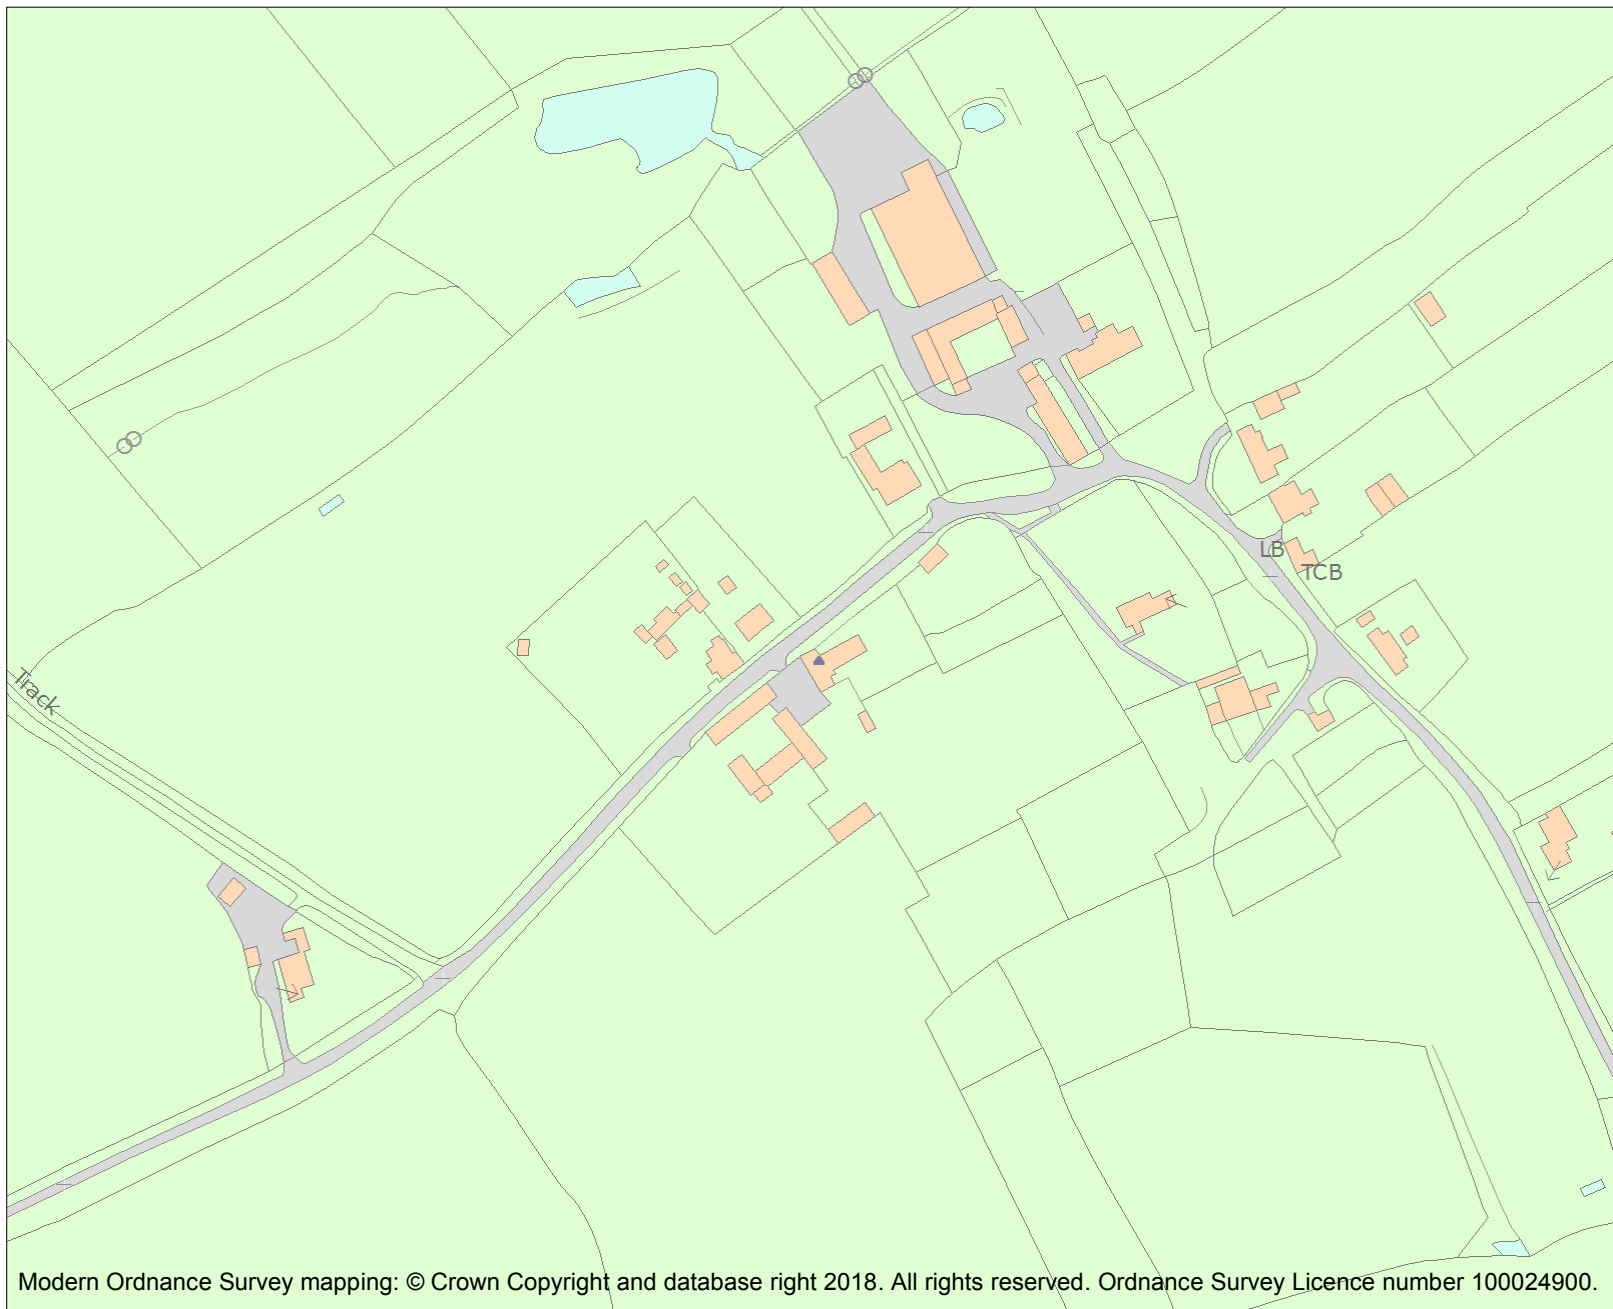 LB
TCB
Track
Modern Ordnance Survey mapping: © Crown Copyright and database right 2018. All rights reserved. Ordnance Survey Licence number 100024900.